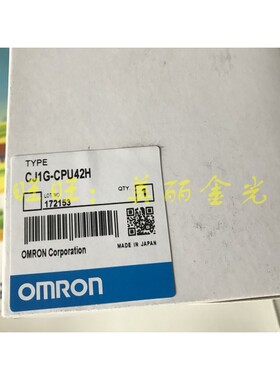 TYPE
CJ1G-CPU42H
LOT NO.
172153
QTY.
1
旺旺：美丽金光
MADE IN JAPAN
OMRON Corporation
OMRON